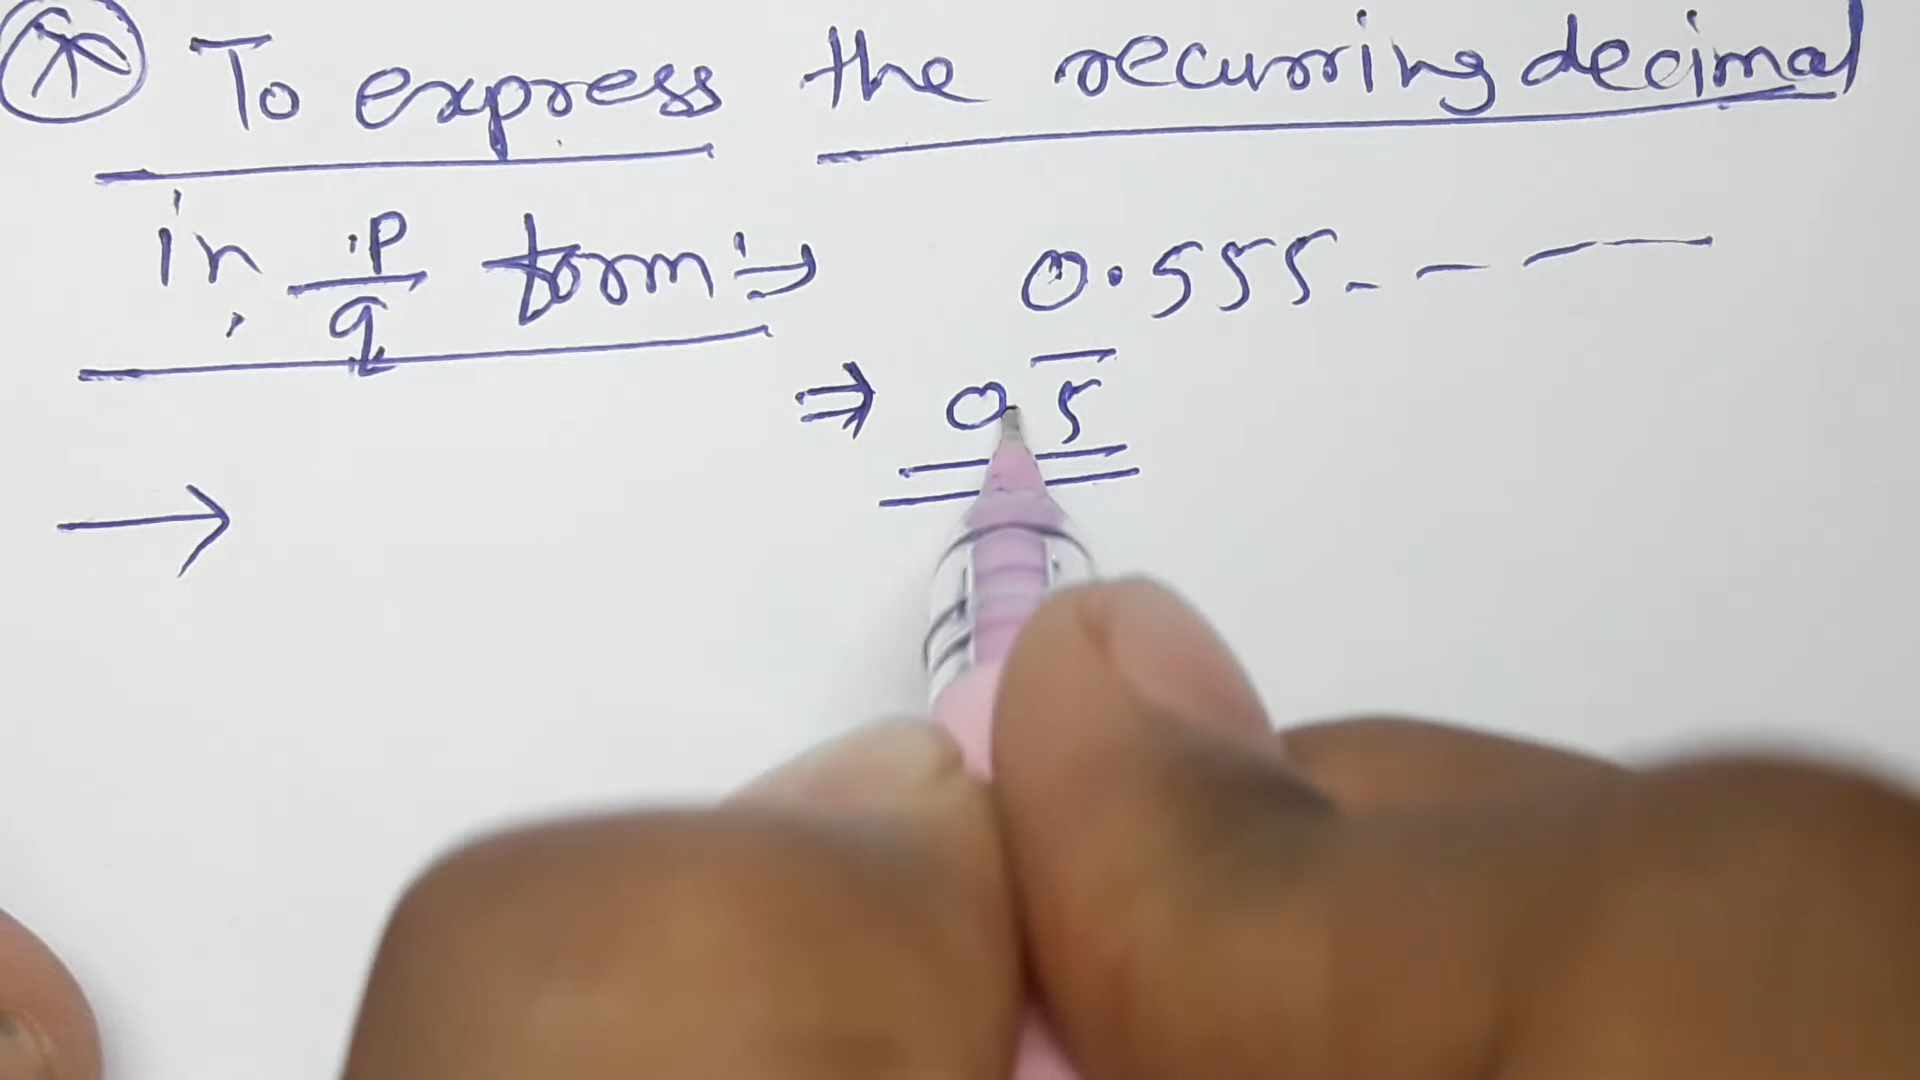 To express the recurring decimal
in p/q form :→ 0.555- - - —
⇒ 0.5̅
→